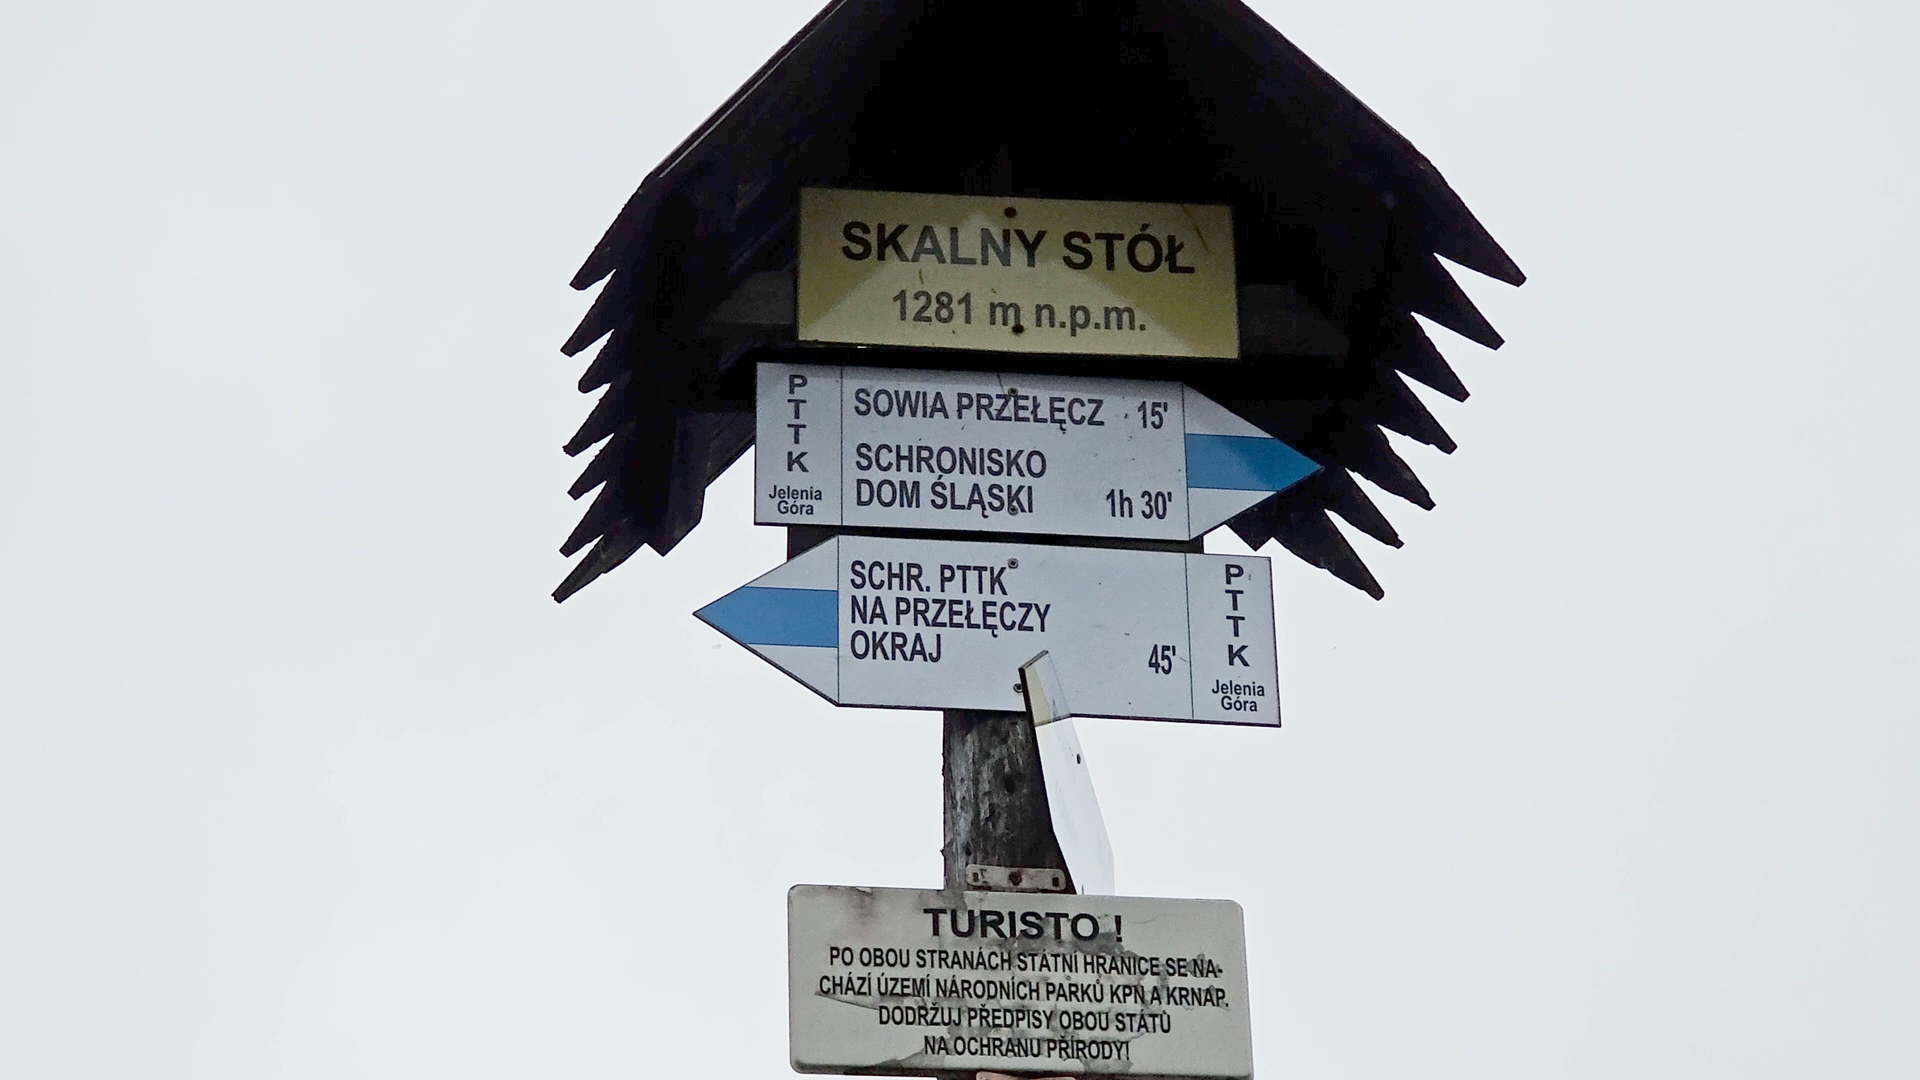 SKALNY STÓŁ
1281 m n.p.m.
PTTK
Jelenia
Góra
SOWIA PRZEŁĘCZ 15'
SCHRONISKO
DOM ŚLĄSKI 1h 30'
SCHR. PTTK
NA PRZEŁĘCZY
OKRAJ 45'
PTTK
Jelenia
Góra
TURISTO !
PO OBOU STRANÁCH STÁTNÍ HRANICE SE NA-
CHÁZÍ ÚZEMÍ NÁRODNÍCH PARKŮ KPN A KRNAP.
DODRŽUJ PŘEDPISY OBOU STÁTŮ
NA OCHRANU PŘÍRODY!